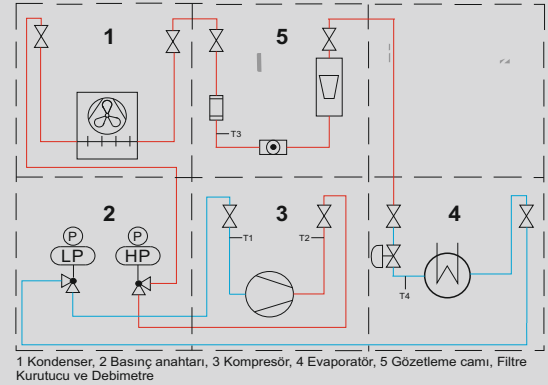 1
5
T3
2
3
4
P
P
LP
HP
T1
T2
T4
1 Kondenser, 2 Basınç anahtarı, 3 Kompresör, 4 Evaporatör, 5 Gözetleme camı, Filtre
Kurutucu ve Debimetre